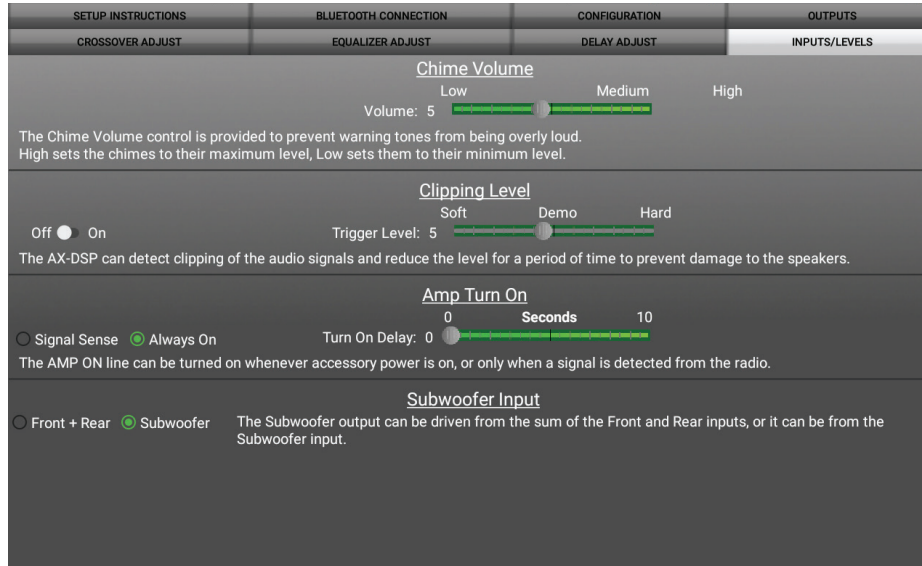 SETUP INSTRUCTIONS BLUETOOTH CONNECTION CONFIGURATION OUTPUTS
CROSSOVER ADJUST EQUALIZER ADJUST DELAY ADJUST INPUTS/LEVELS
Chime Volume
Low Medium High
Volume: 5
The Chime Volume control is provided to prevent warning tones from being overly loud.
High sets the chimes to their maximum level, Low sets them to their minimum level.
Clipping Level
Soft Demo Hard
Off On Trigger Level: 5
The AX-DSP can detect clipping of the audio signals and reduce the level for a period of time to prevent damage to the speakers.
Amp Turn On
0 Seconds 10
Signal Sense Always On Turn On Delay: 0
The AMP ON line can be turned on whenever accessory power is on, or only when a signal is detected from the radio.
Subwoofer Input
Front + Rear Subwoofer The Subwoofer output can be driven from the sum of the Front and Rear inputs, or it can be from the
Subwoofer input.